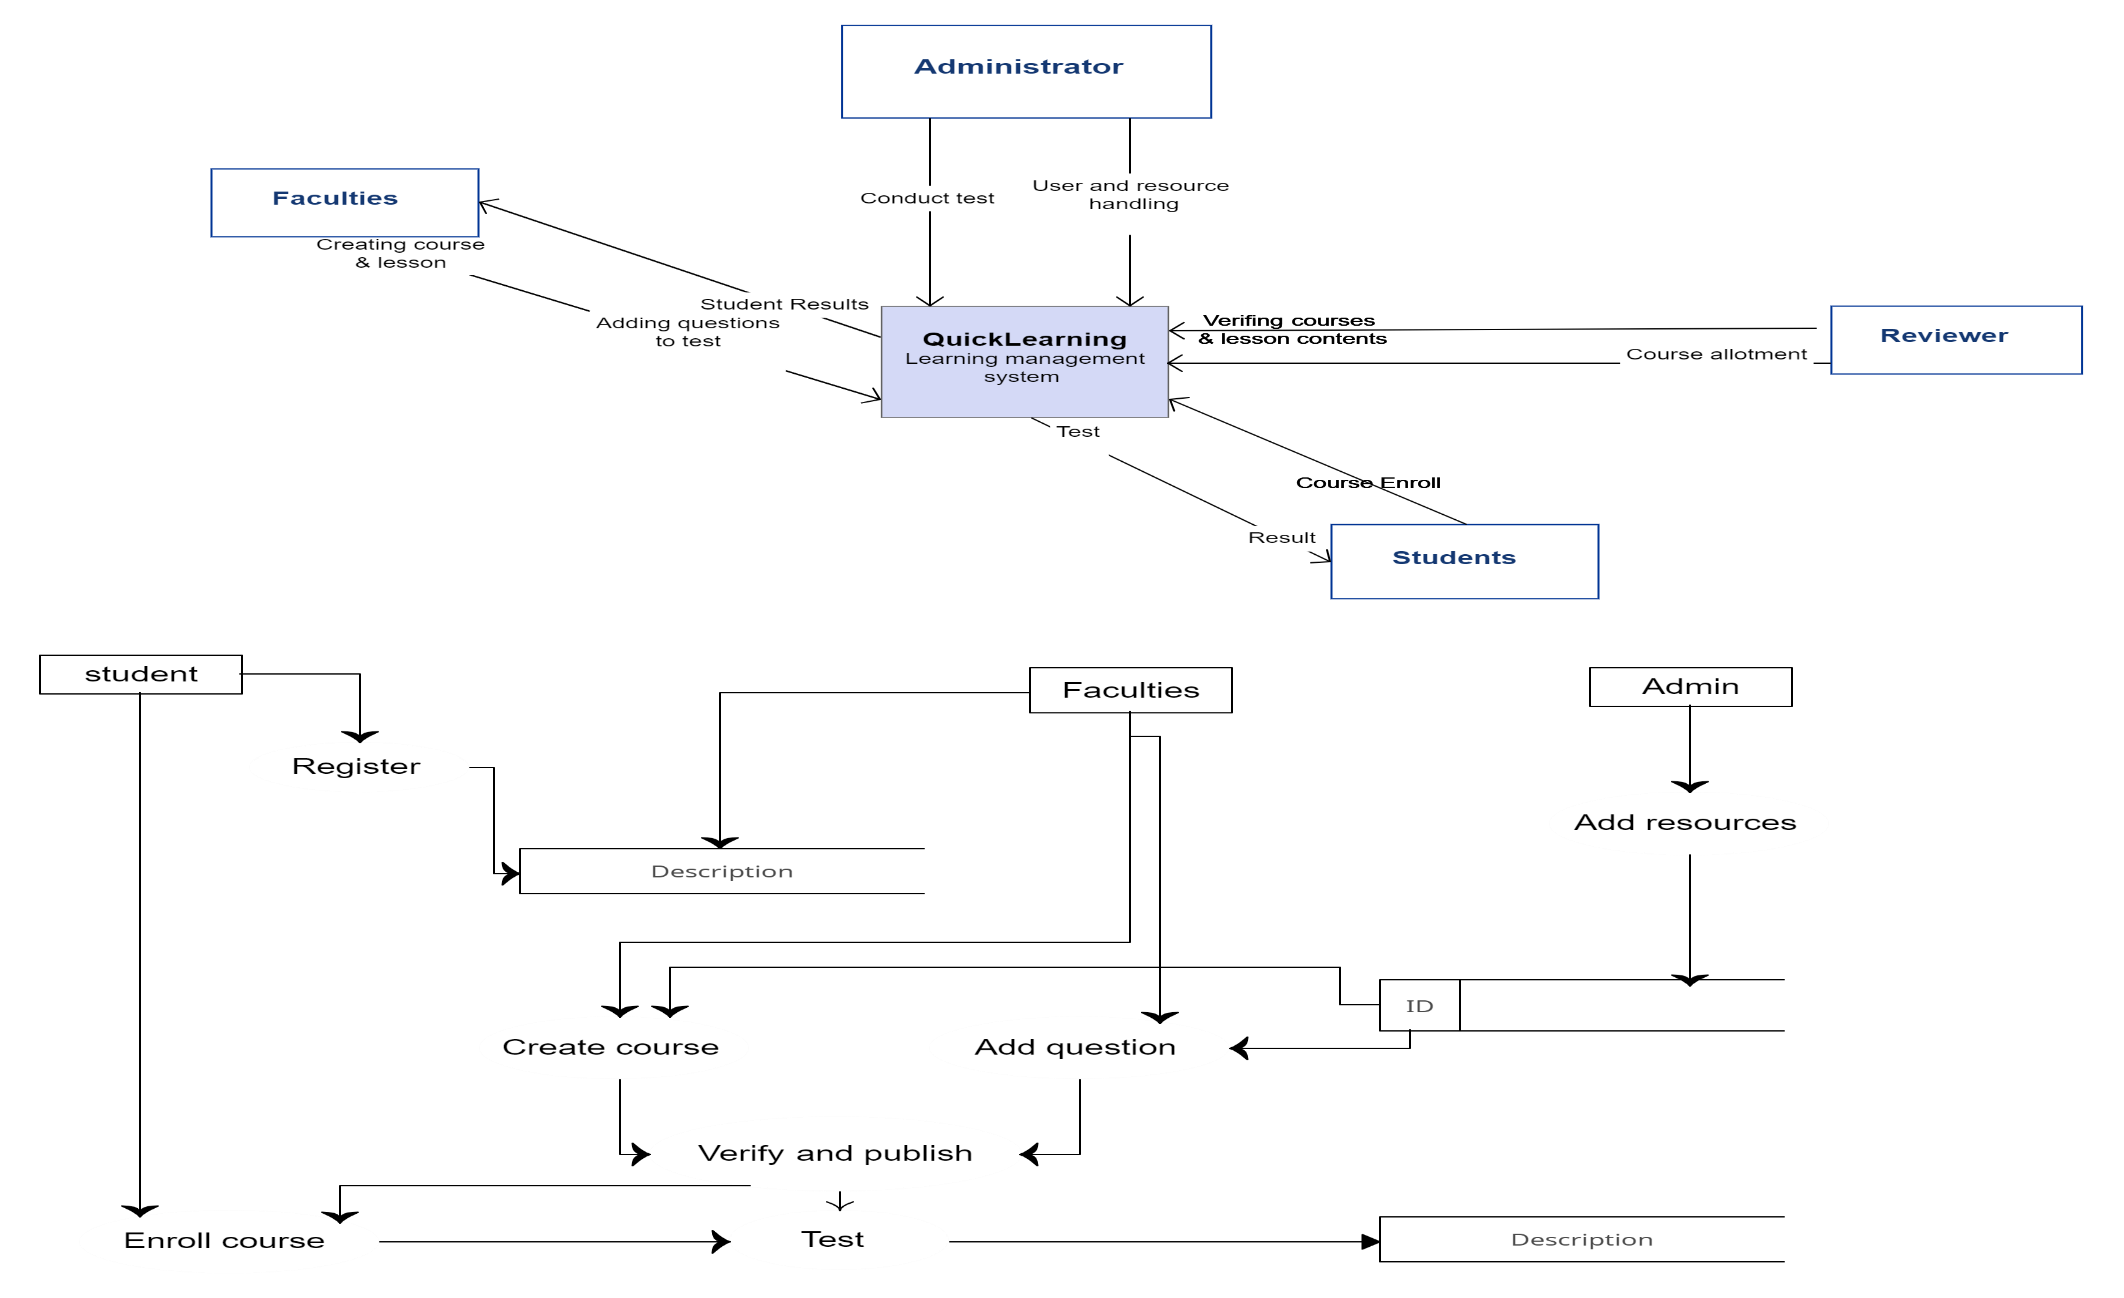 Administrator
Faculties
Conduct test
User and resource
handling
Creating course
& lesson
Student Results
Adding questions
to test
QuickLearning
Learning management
system
Verifing courses
& lesson contents
Reviewer
Course allotment
Test
Course Enroll
Result
Students
student
Faculties
Admin
Register
Add resources
Description
ID
Create course
Add question
Verify and publish
Enroll course
Test
Description